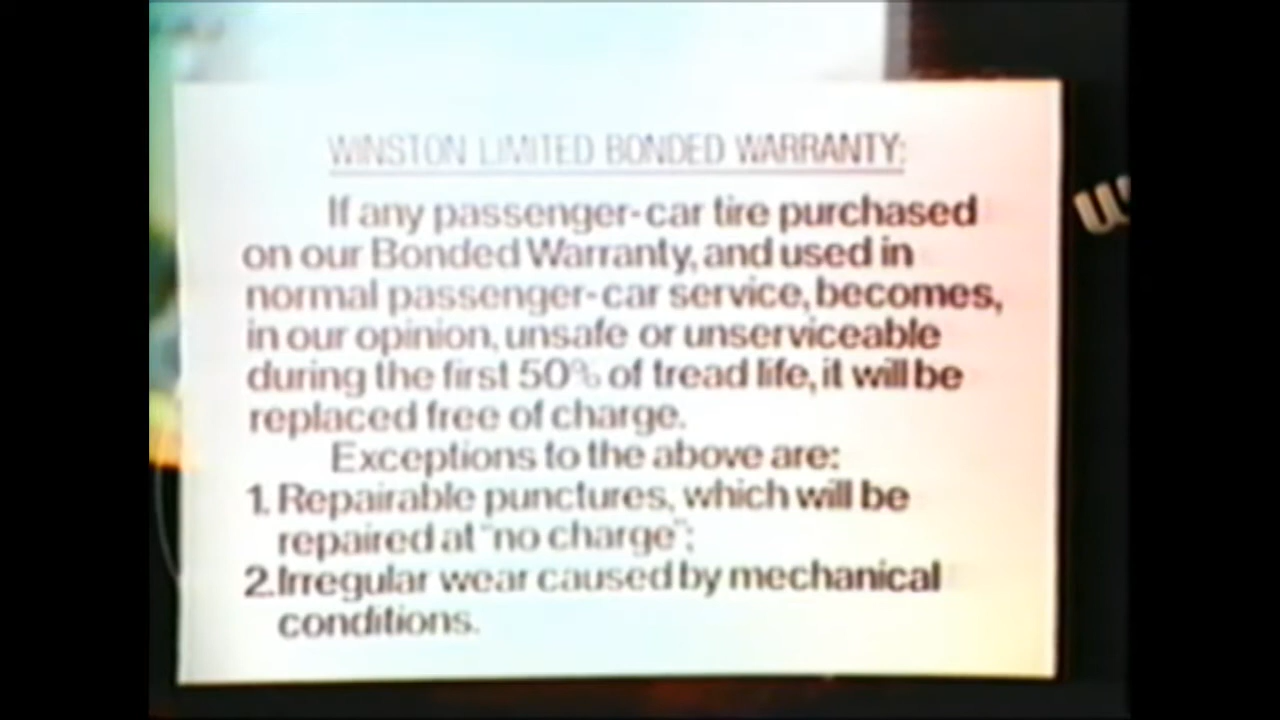 WINSTON LIMITED BONDED WARRANTY:
If any passenger-car tire purchased
on our Bonded Warranty, and used in
normal passenger-car service, becomes,
in our opinion, unsafe or unserviceable
during the first 50% of tread life, it will be
replaced free of charge.
Exceptions to the above are:
1. Repairable punctures, which will be
repaired at "no charge";
2. Irregular wear caused by mechanical
conditions.